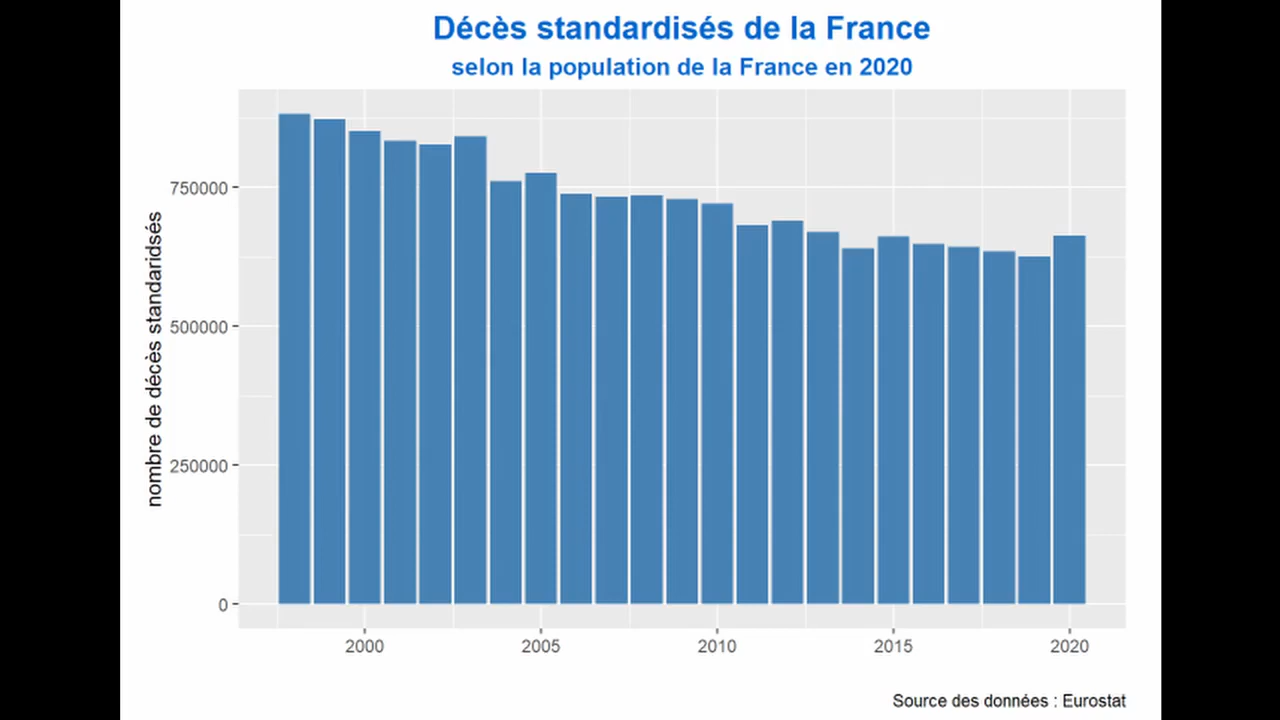 Décès standardisés de la France
selon la population de la France en 2020
nombre de décès standaridsés
750000
500000
250000
0
2000
2005
2010
2015
2020
Source des données : Eurostat